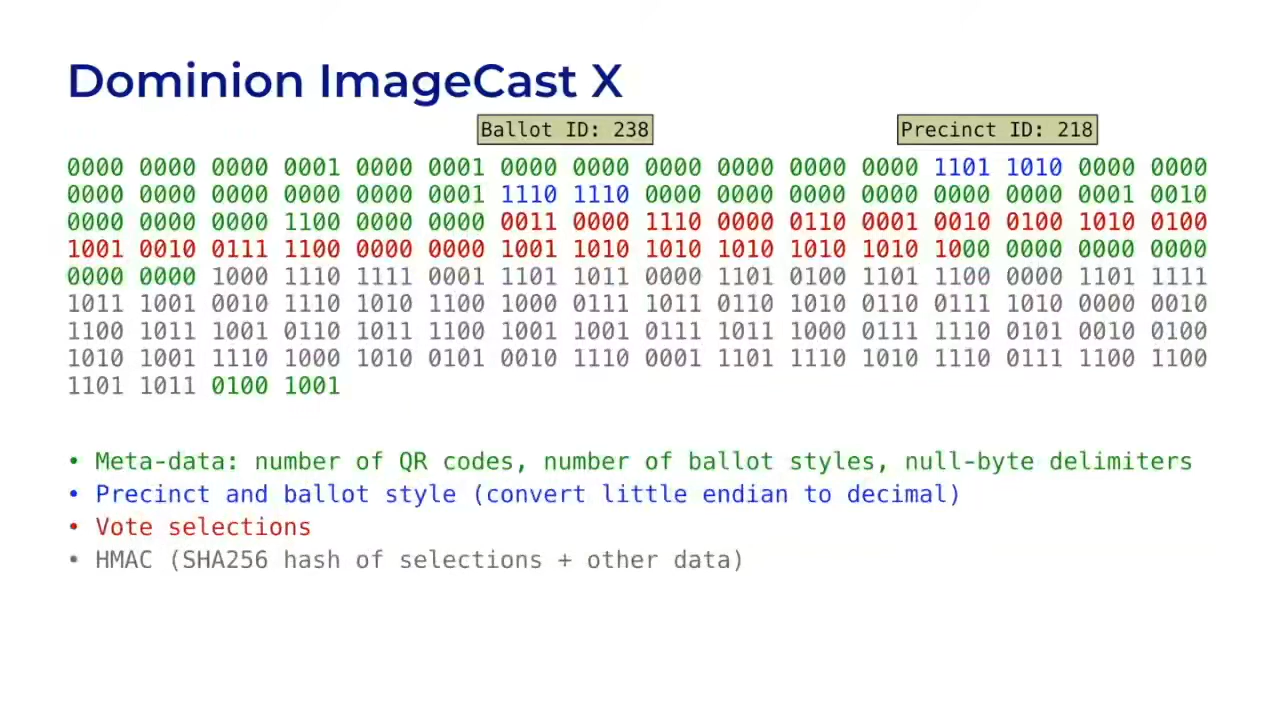 Dominion ImageCast X
Ballot ID: 238 Precinct ID: 218
0000 0000 0000 0001 0000 0001 0000 0000 0000 0000 0000 0000 1101 1010 0000 0000
0000 0000 0000 0000 0000 0001 1110 1110 0000 0000 0000 0000 0000 0000 0001 0010
0000 0000 0000 1100 0000 0000 0011 0000 1110 0000 0110 0001 0010 0100 1010 0100
1001 0010 0111 1100 0000 0000 1001 1010 1010 1010 1010 1010 1000 0000 0000 0000
0000 0000 1000 1110 1111 0001 1101 1011 0000 1101 0100 1101 1100 0000 1101 1111
1011 1001 0010 1110 1010 1100 1000 0111 1011 0110 1010 0110 0111 1010 0000 0010
1100 1011 1001 0110 1011 1100 1001 1001 0111 1011 1000 0111 1110 0101 0010 0100
1010 1001 1110 1000 1010 0101 0010 1110 0001 1101 1110 1010 1110 0111 1100 1100
1101 1011 0100 1001
• Meta-data: number of QR codes, number of ballot styles, null-byte delimiters
• Precinct and ballot style (convert little endian to decimal)
• Vote selections
• HMAC (SHA256 hash of selections + other data)